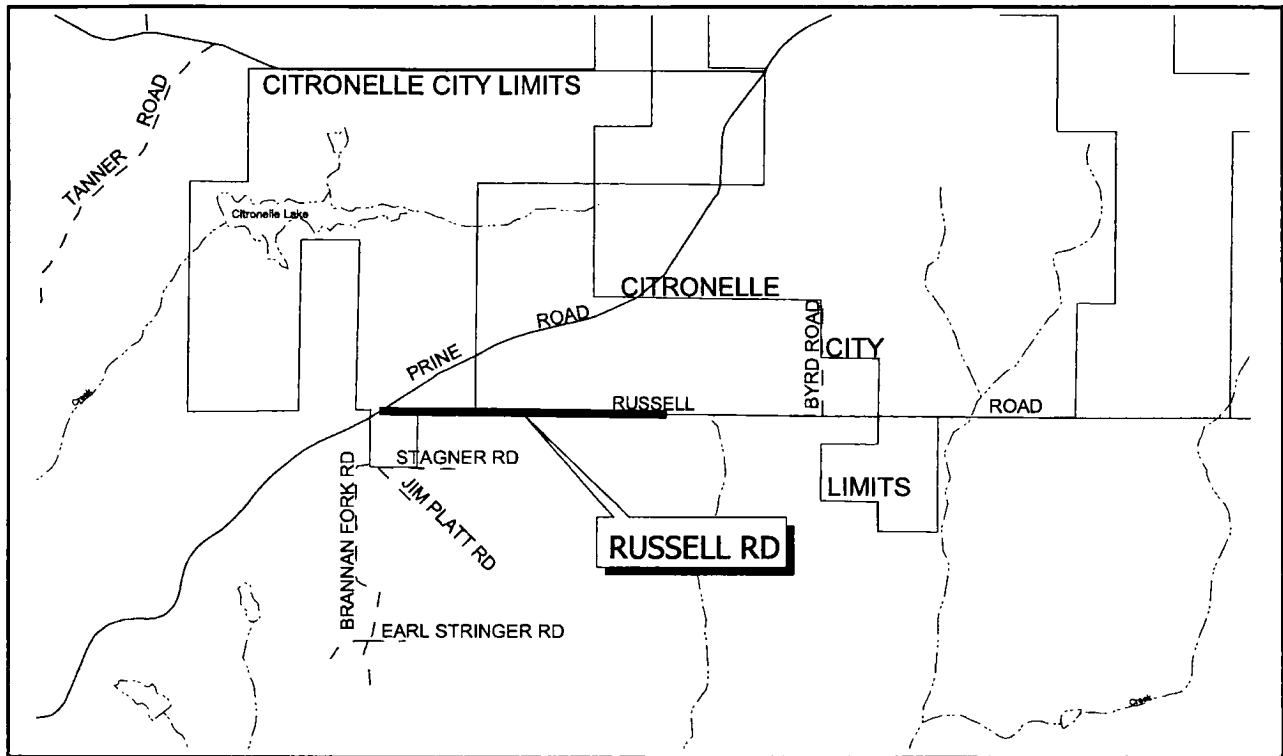 CITRONELLE CITY LIMITS
TANNER ROAD
Citronelle Lake
CITRONELLE
PRINE ROAD
BYRD ROAD
CITY
Creek
RUSSELL ROAD
STAGNER RD
BRANNAN FORK RD
JIM PLATT RD
LIMITS
RUSSELL RD
EARL STRINGER RD
Creek